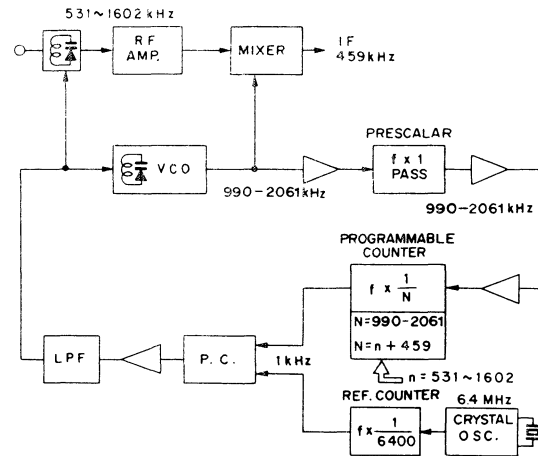 531~1602 kHz
RF
AMP.
MIXER
IF
459kHz
VCO
990-2061kHz
PRESCALAR
f x 1
PASS
990-2061kHz
PROGRAMMABLE
COUNTER
f x 1/N
N=990-2061
N=n+459
LPF
P. C.
1kHz
n=531~1602
REF. COUNTER
f x 1/6400
6.4 MHz
CRYSTAL
OSC.